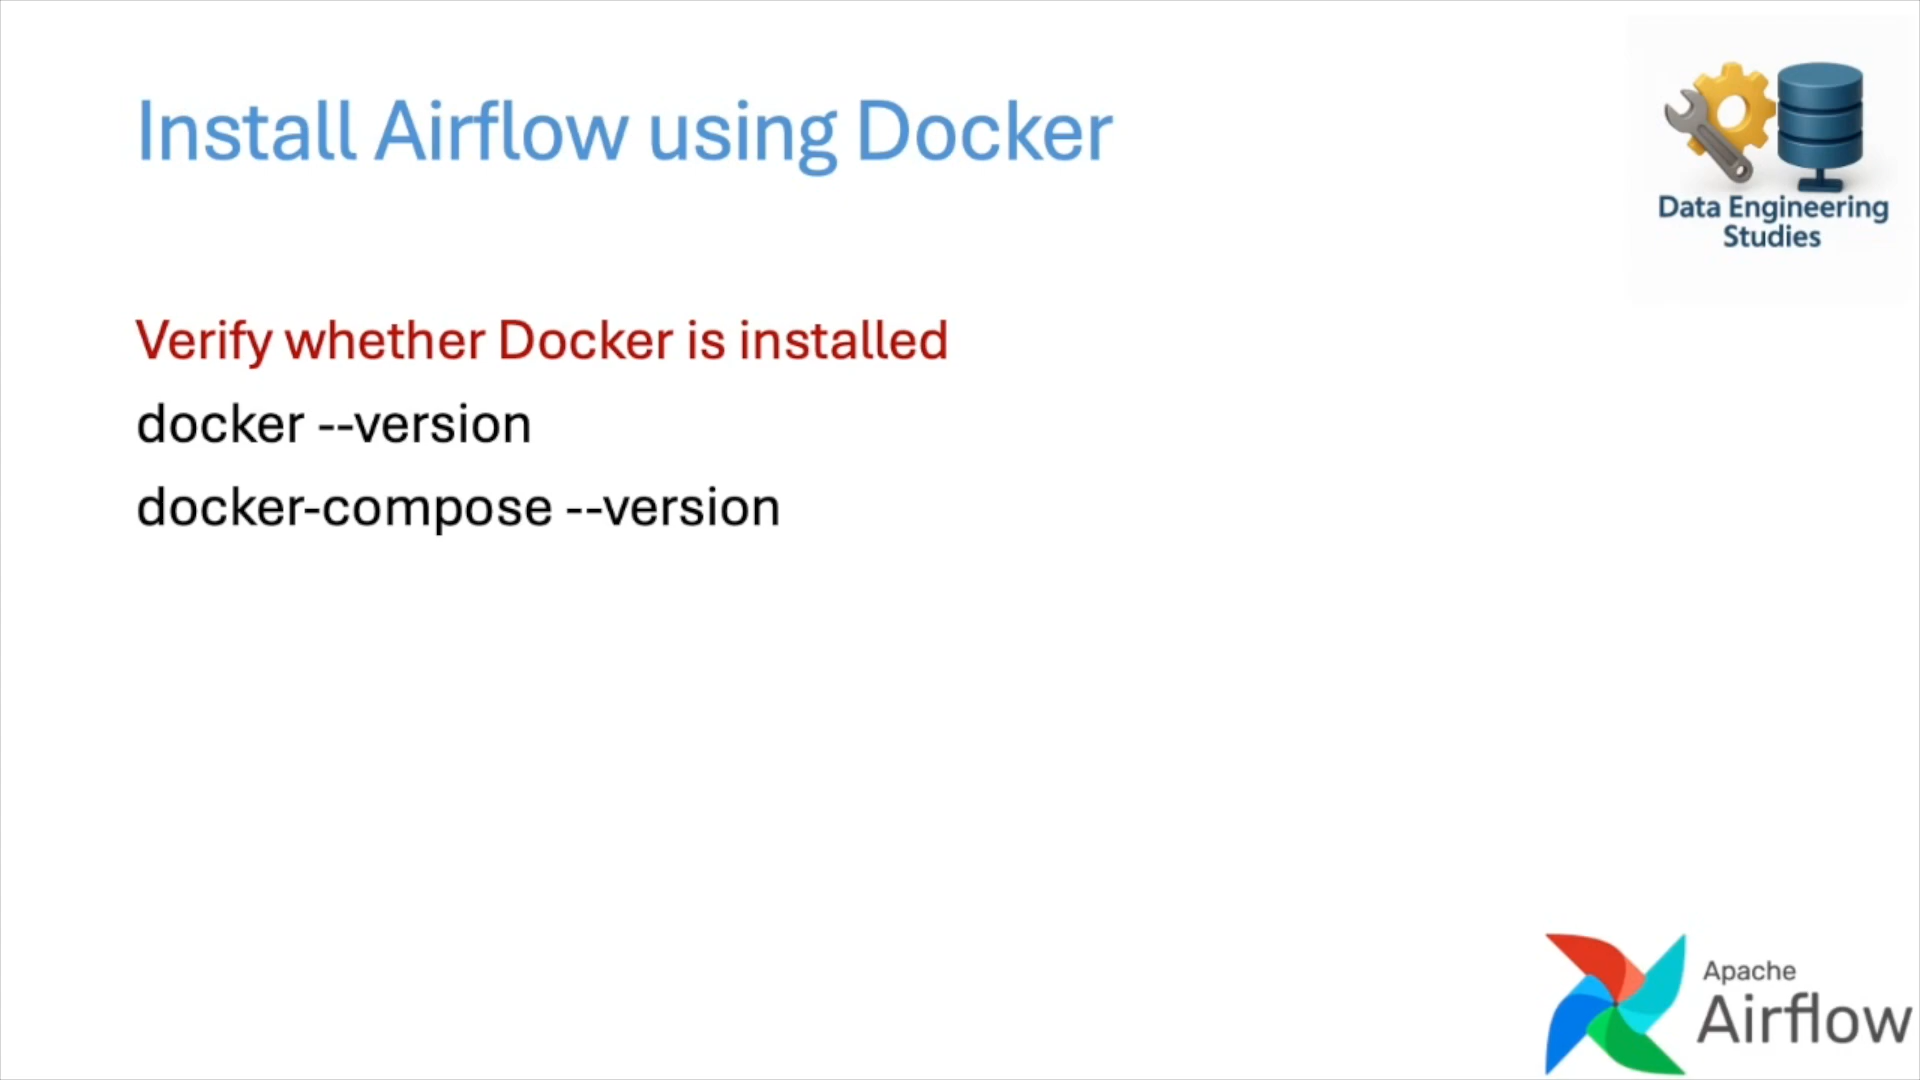 Install Airflow using Docker
Data Engineering
Studies
Verify whether Docker is installed
docker --version
docker-compose --version
Apache
Airflow